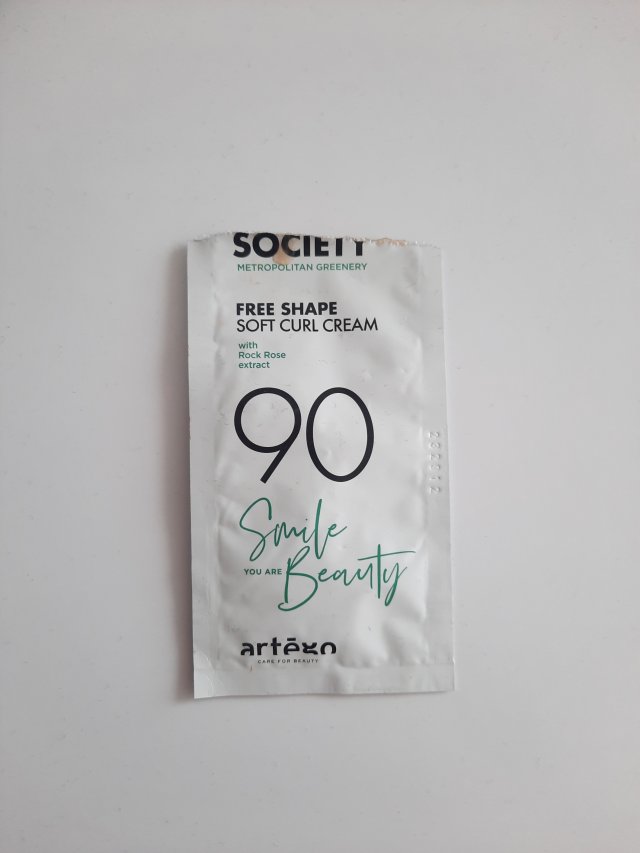 SOCIETY
METROPOLITAN GREENERY
FREE SHAPE
SOFT CURL CREAM
with
Rock Rose
extract
90
Smile
YOU ARE Beauty
artēgo
CARE FOR BEAUTY